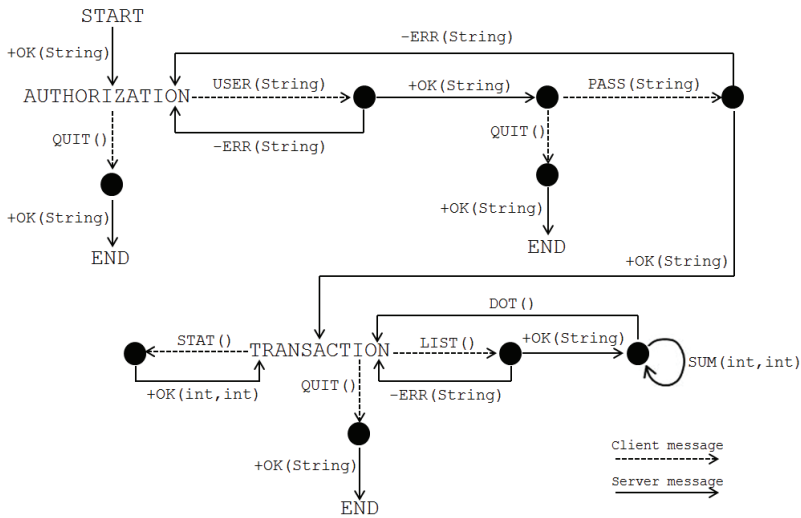 START
-ERR(String)
+OK(String)
USER(String)
+OK(String)
PASS(String)
AUTHORIZATION
QUIT()
QUIT()
-ERR(String)
+OK(String)
+OK(String)
END
END
+OK(String)
DOT()
STAT()
TRANSACTION
LIST()
+OK(String)
SUM(int,int)
QUIT()
+OK(int,int)
-ERR(String)
Client message
+OK(String)
Server message
END